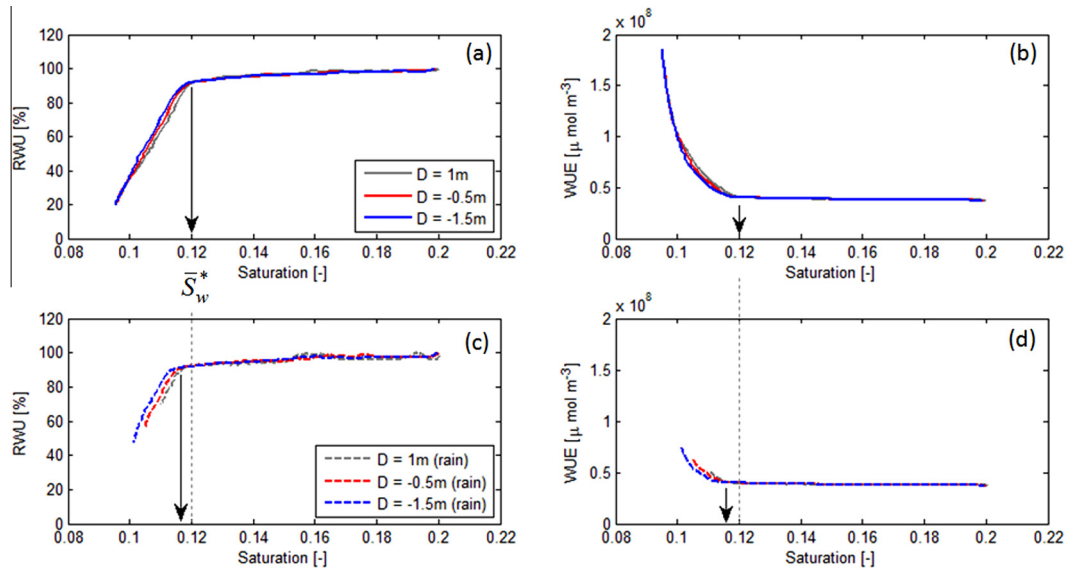 (a)
RWU [%]
120
100
80
60
40
20
0
0.08 0.1 0.12 0.14 0.16 0.18 0.2 0.22
Saturation [-]
D = 1m
D = -0.5m
D = -1.5m
(b)
x 10⁸
WUE [μ mol m⁻³]
2
1.5
1
0.5
0
0.08 0.1 0.12 0.14 0.16 0.18 0.2 0.22
Saturation [-]
S̅*w
(c)
RWU [%]
120
100
80
60
40
20
0
0.08 0.1 0.12 0.14 0.16 0.18 0.2 0.22
Saturation [-]
D = 1m (rain)
D = -0.5m (rain)
D = -1.5m (rain)
(d)
x 10⁸
WUE [μ mol m⁻³]
2
1.5
1
0.5
0
0.08 0.1 0.12 0.14 0.16 0.18 0.2 0.22
Saturation [-]